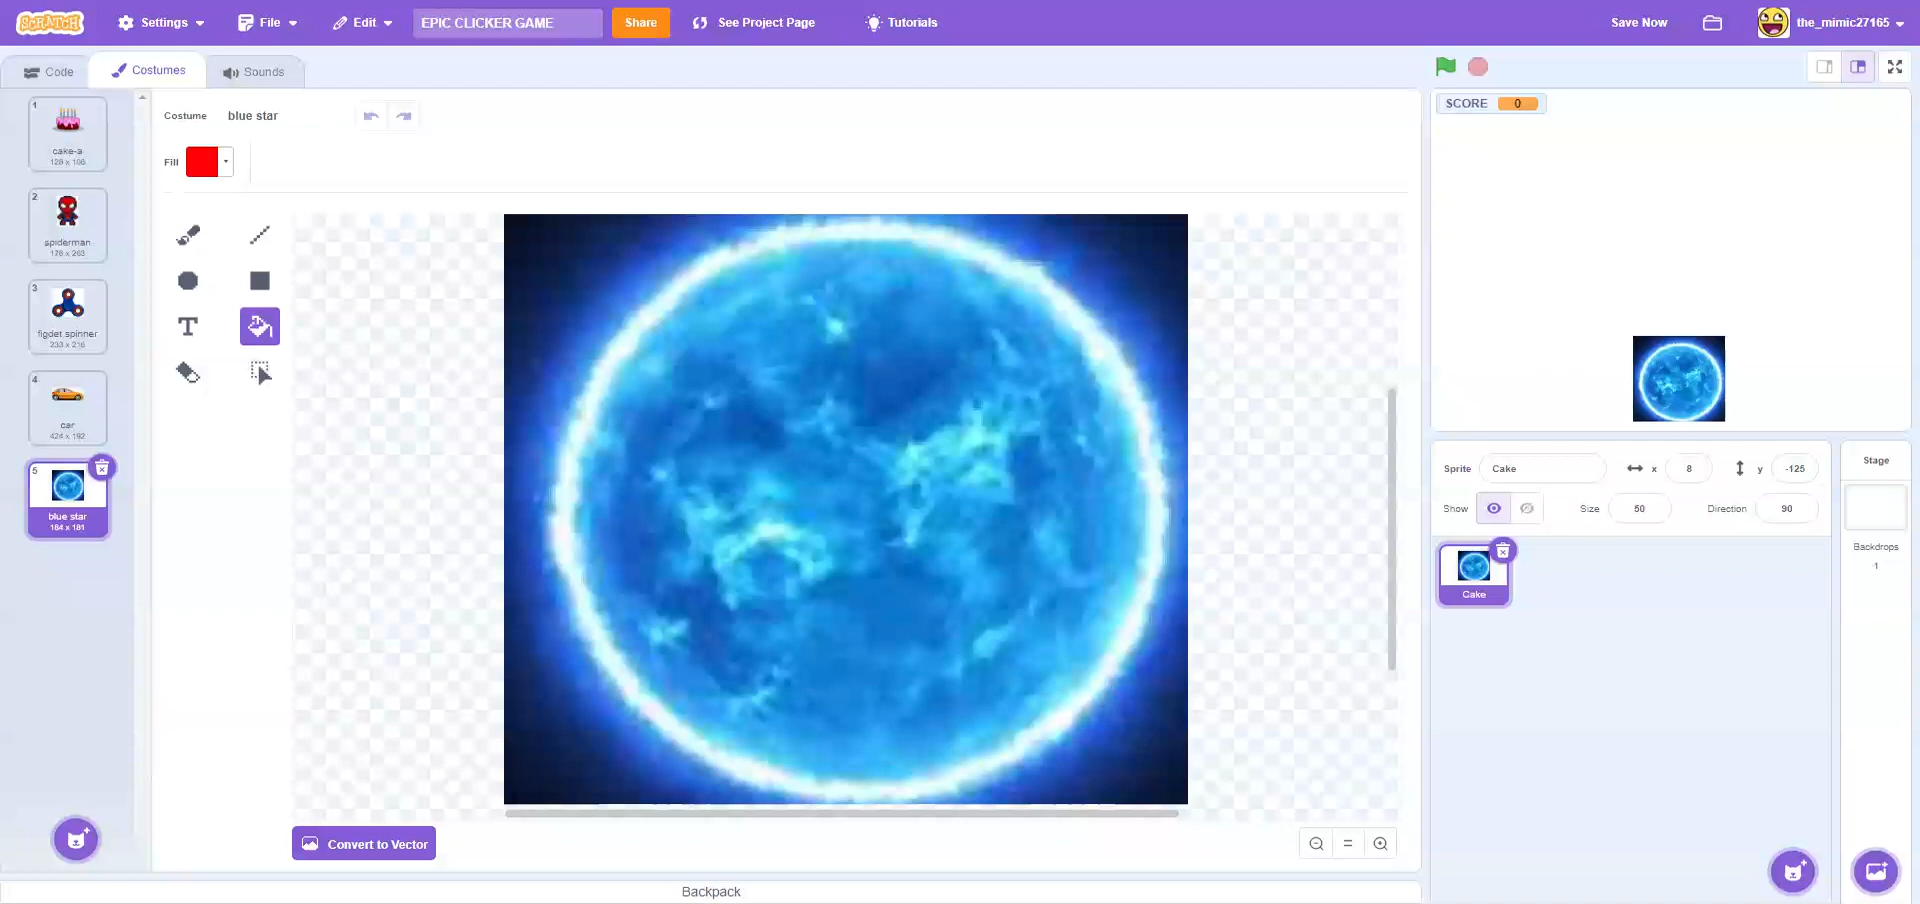 SCRATCH
Settings
File
Edit
EPIC CLICKER GAME
Share
See Project Page
Tutorials
Save Now
the_mimic27165
Code
Costumes
Sounds
Costume
blue star
Fill
1
cake-a
128 x 106
2
spiderman
178 x 263
3
figdet spinner
233 x 216
4
car
424 x 192
5
blue star
184 x 181
T
Convert to Vector
Backpack
SCORE 0
Sprite
Cake
x
8
y
-125
Show
Size
50
Direction
90
Cake
Stage
Backdrops
1